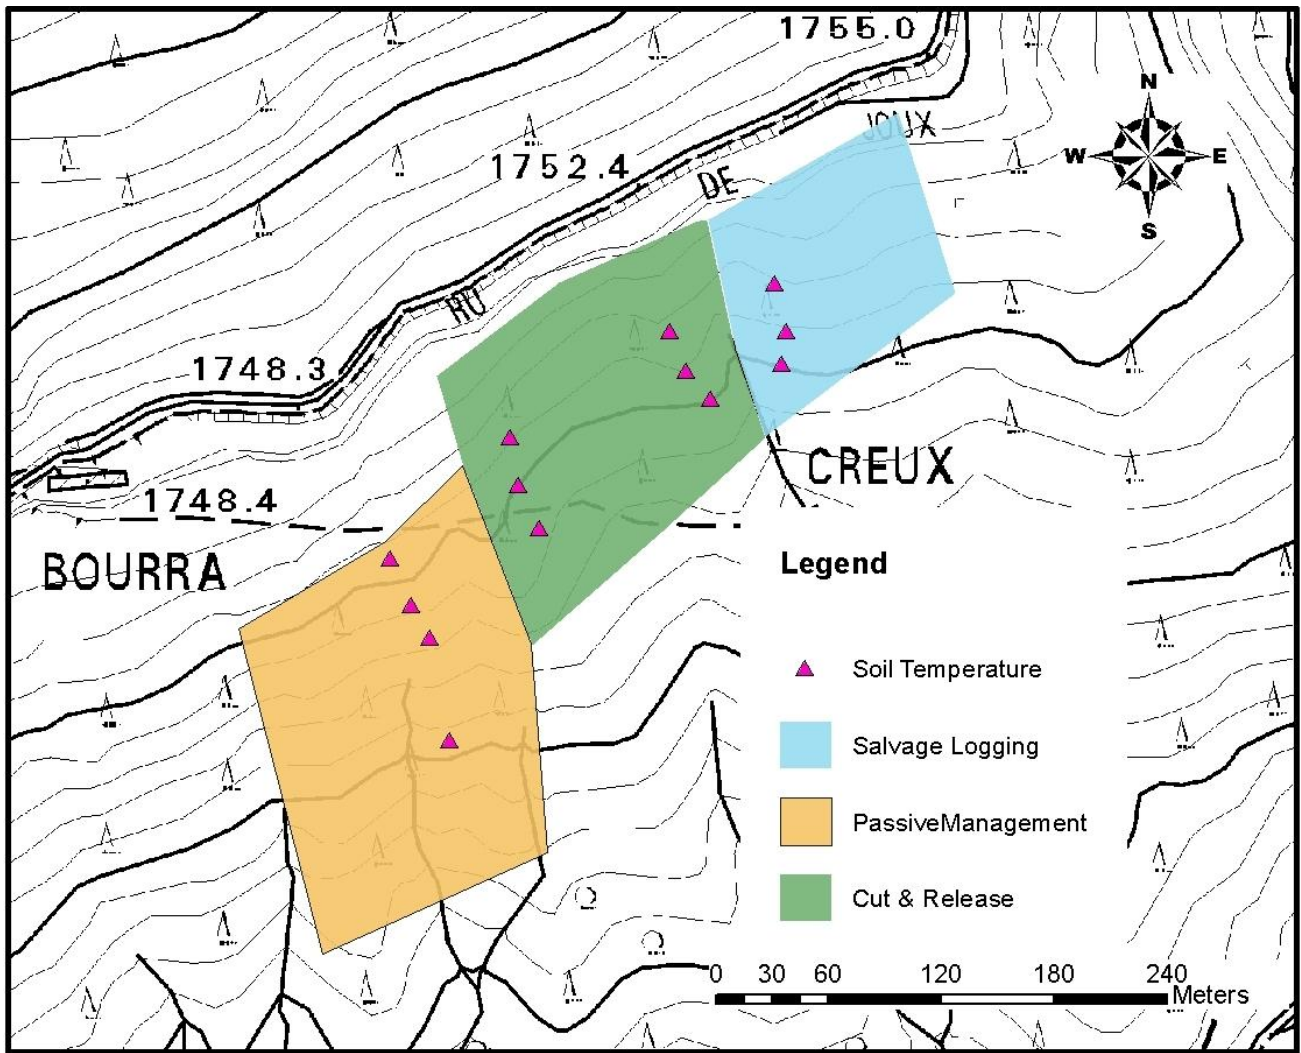 1755.0
JOUX
N
1752.4
W E
DE
S
RU
1748.3
CREUX
1748.4
BOURRA
Legend
Soil Temperature
Salvage Logging
PassiveManagement
Cut & Release
0 30 60 120 180 240
Meters